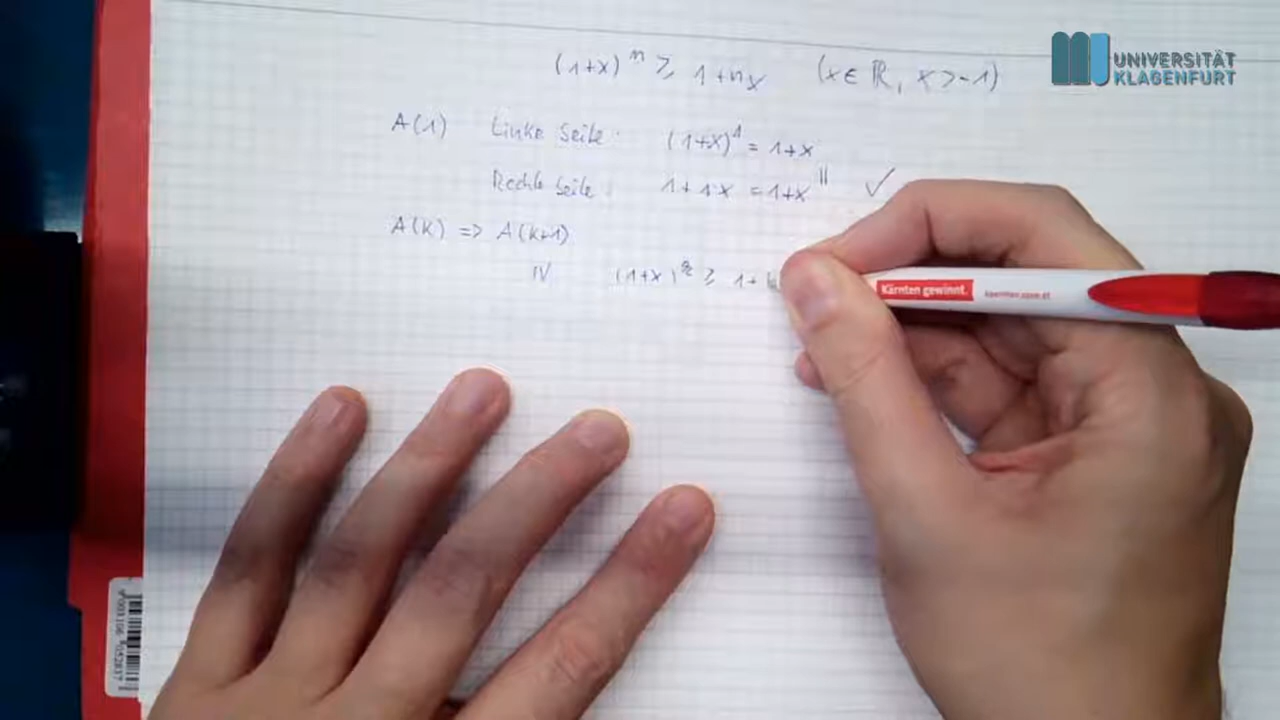 (1+x)^n ≥ 1+nx (x∈ℝ, x>-1)
UNIVERSITÄT
KLAGENFURT
A(1) Linke Seite: (1+x)^1 = 1+x
Rechte Seite: 1+1·x = 1+x ✓
A(k) => A(k+1)
IV (1+x)^k ≥ 1+k
Kärnten gewinnt.